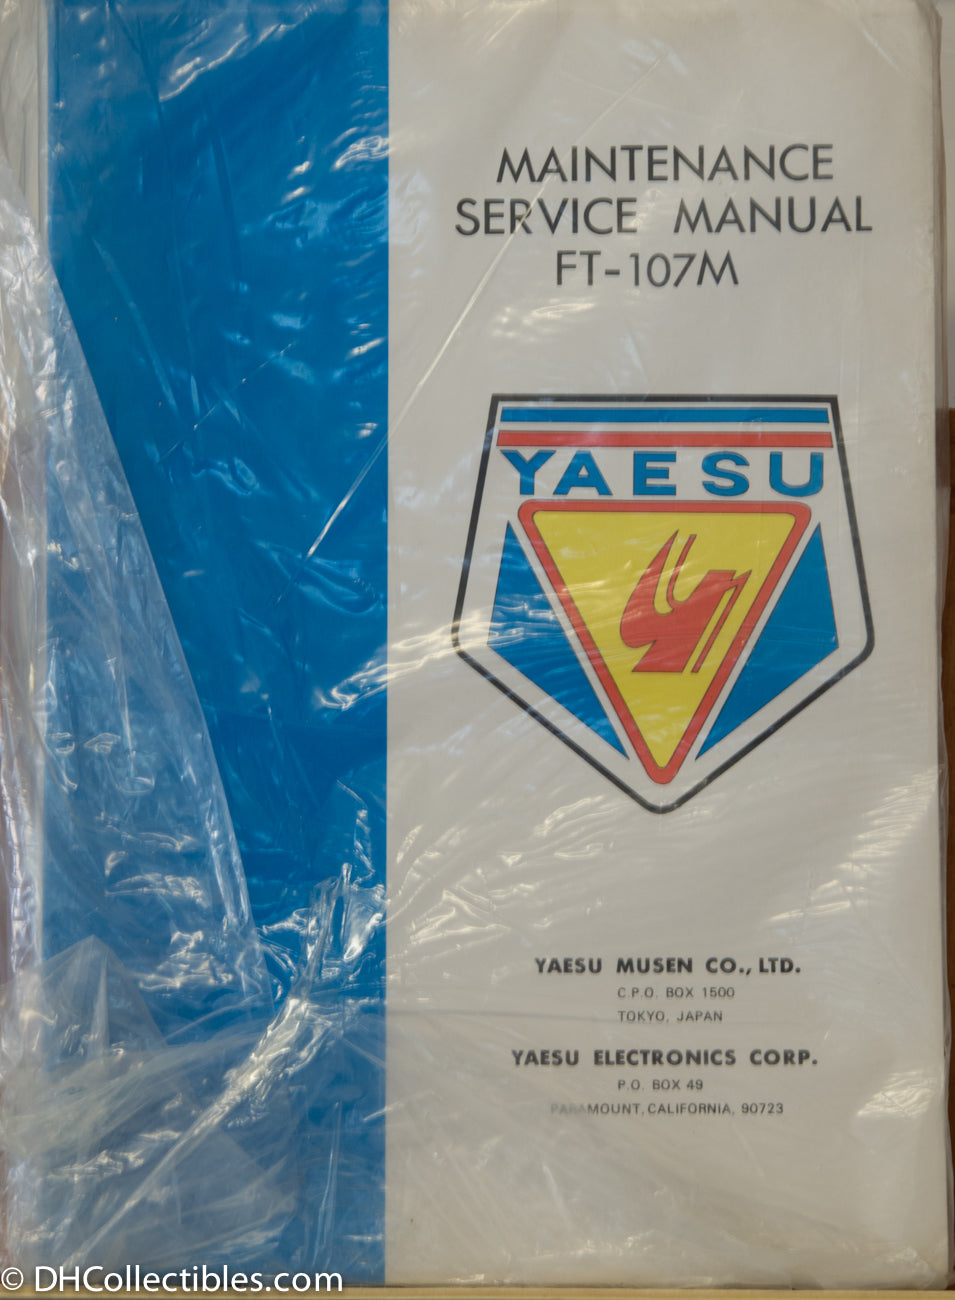 MAINTENANCE
SERVICE MANUAL
FT-107M
YAESU
YAESU MUSEN CO., LTD.
C.P.O. BOX 1500
TOKYO, JAPAN
YAESU ELECTRONICS CORP.
P.O. BOX 49
PARAMOUNT, CALIFORNIA, 90723
© DHCollectibles.com